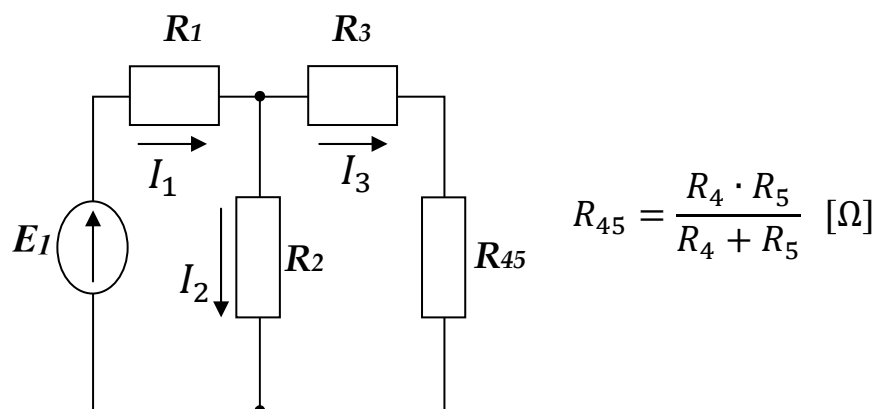 R1 R3
I₁ I₃
E1 I₂ R2 R45
R₄₅ = (R₄ · R₅) / (R₄ + R₅) [Ω]